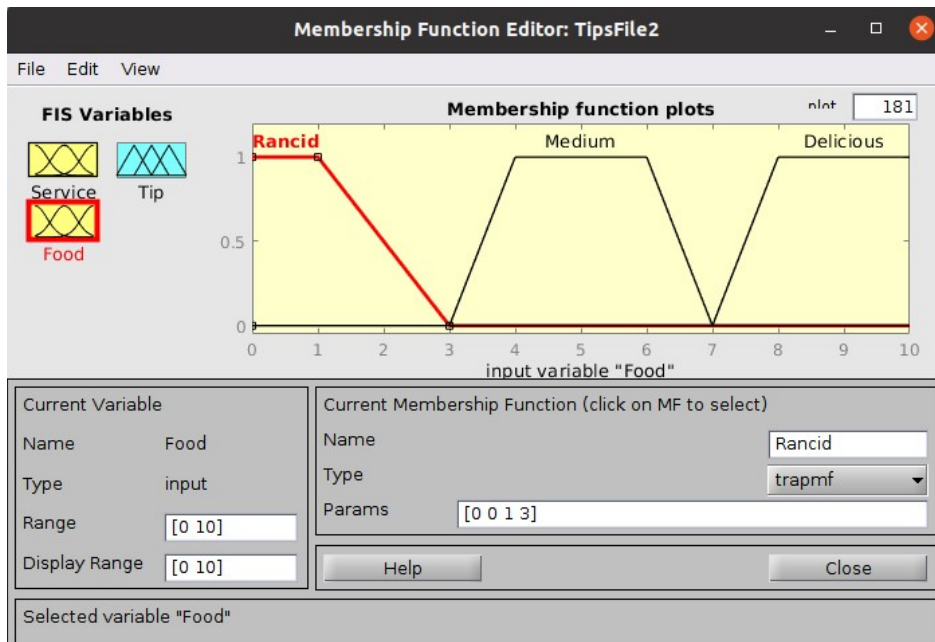 Membership Function Editor: TipsFile2
File Edit View
FIS Variables
Service Tip
Food
Membership function plots
plot 181
Rancid Medium Delicious
1
0.5
0
0 1 2 3 4 5 6 7 8 9 10
input variable "Food"
Current Variable
Name Food
Type input
Range [0 10]
Display Range [0 10]
Current Membership Function (click on MF to select)
Name Rancid
Type trapmf
Params [0 0 1 3]
Help Close
Selected variable "Food"